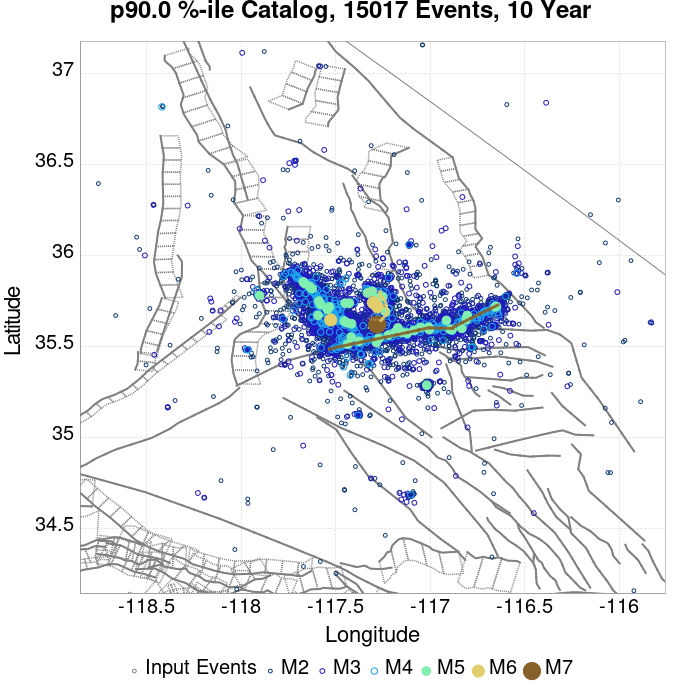 p90.0 %-ile Catalog, 15017 Events, 10 Year
37
36.5
36
35.5
35
34.5
Latitude
-118.5 -118 -117.5 -117 -116.5 -116
Longitude
Input Events M2 M3 M4 M5 M6 M7